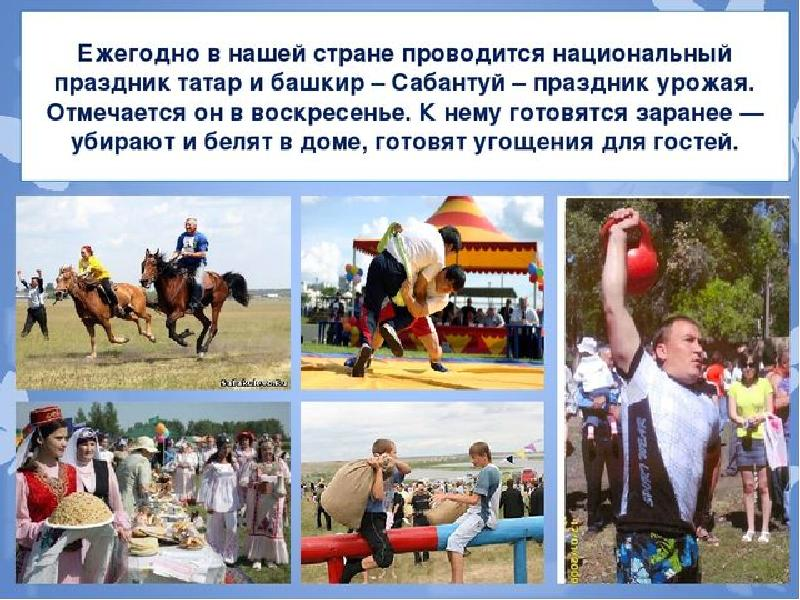 Ежегодно в нашей стране проводится национальный
праздник татар и башкир – Сабантуй – праздник урожая.
Отмечается он в воскресенье. К нему готовятся заранее —
убирают и белят в доме, готовят угощения для гостей.